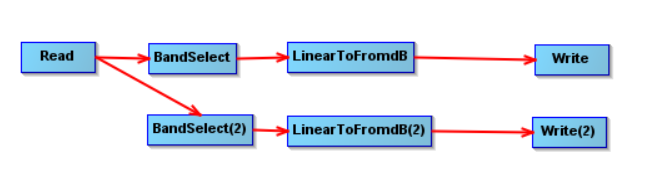 Read
BandSelect
LinearToFromdB
Write
BandSelect(2)
LinearToFromdB(2)
Write(2)